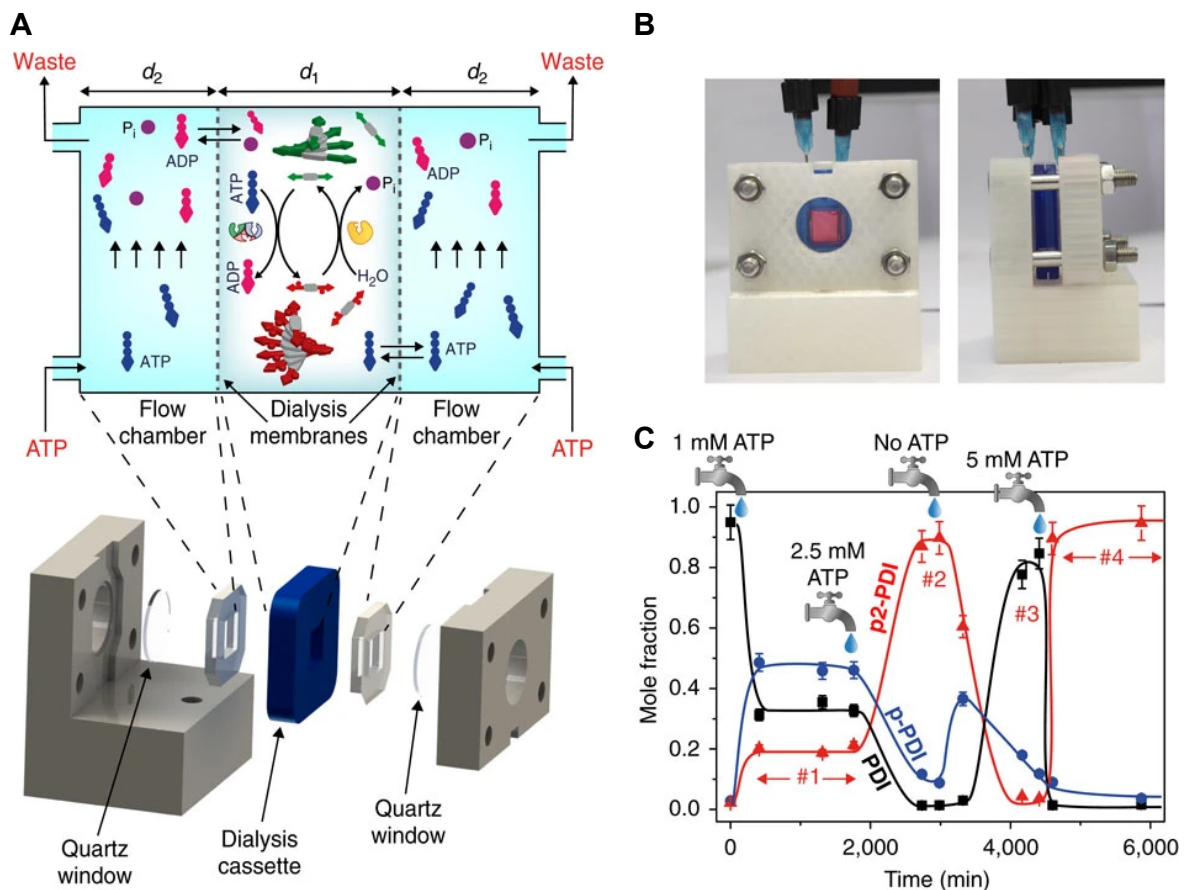 A
Waste
d2
d1
d2
Waste
Pi
ADP
ATP
Pi
ADP
H2O
ATP
ADP
Pi
ADP
ATP
Flow
chamber
Dialysis
membranes
Flow
chamber
ATP
ATP
Quartz
window
Dialysis
cassette
Quartz
window
B
C
1 mM ATP
No ATP
5 mM ATP
2.5 mM
ATP
p2-PDI
p-PDI
PDI
#1
#2
#3
#4
Mole fraction
1.0
0.8
0.6
0.4
0.2
0.0
0
2,000
4,000
6,000
Time (min)